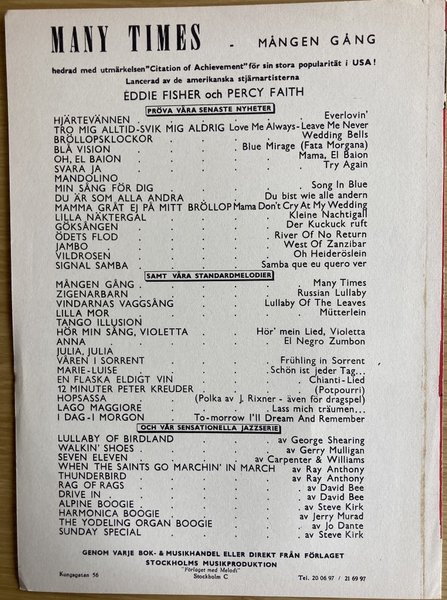 MANY TIMES - MÅNGEN GÅNG
hedrad med utmärkelsen "Citation of Achievement" för sin stora popularitet i USA!
Lancerad av de amerikanska stjärnartisterna
EDDIE FISHER och PERCY FAITH
PRÖVA VÅRA SENASTE NYHETER
HJÄRTEVÄNNEN . . . . . Everlovin'
TRO MIG ALLTID-SVIK MIG ALDRIG Love Me Always - Leave Me Never
BRÖLLOPSKLOCKOR . . . . Wedding Bells
BLÅ VISION . . . . Blue Mirage (Fata Morgana)
OH, EL BAION . . . . . Mama, El Baion
SVARA JA . . . . . Try Again
MANDOLINO . . . . .
MIN SÅNG FÖR DIG . . . . Song In Blue
DU ÄR SOM ALLA ANDRA . . Du bist wie alle andern
MAMMA GRÅT EJ PÅ MITT BRÖLLOP Mama Don't Cry At My Wedding
LILLA NÄKTERGAL . . . . Kleine Nachtigall
GÖKSÅNGEN . . . . Der Kuckuck ruft
ÖDETS FLOD . . . . River Of No Return
JAMBO . . . . . West Of Zanzibar
VILDROSEN . . . . . Oh Heideröslein
SIGNAL SAMBA . . . . Samba que eu quero ver
SAMT VÅRA STANDARDMELODIER
MÅNGEN GÅNG . . . . . Many Times
ZIGENARBARN . . . . . Russian Lullaby
VINDARNAS VAGGSÅNG . . . Lullaby Of The Leaves
LILLA MOR . . . . . Mütterlein
TANGO ILLUSION . . . .
HÖR MIN SÅNG, VIOLETTA . . Hör' mein Lied, Violetta
ANNA . . . . . El Negro Zumbon
JULIA, JULIA . . . . .
VÅREN I SORRENT . . . . Frühling in Sorrent
MARIE-LUISE . . . . Schön ist jeder Tag...
EN FLASKA ELDIGT VIN . . . Chianti-Lied
12 MINUTER PETER KREUDER . . . (Potpourri)
HOPSASSA . . (Polka av J. Rixner - även för dragspel)
LAGO MAGGIORE . . . . Lass mich träumen...
I DAG - I MORGON . . To-morrow I'll Dream And Remember
OCH VÅR SENSATIONELLA JAZZSERIE
LULLABY OF BIRDLAND . . . av George Shearing
WALKIN' SHOES . . . . av Gerry Mulligan
SEVEN ELEVEN . . . . av Carpenter & Williams
WHEN THE SAINTS GO MARCHIN' IN MARCH . av Ray Anthony
THUNDERBIRD . . . . av Ray Anthony
RAG OF RAGS . . . . . av David Bee
DRIVE IN . . . . . av David Bee
ALPINE BOOGIE . . . . av Steve Kirk
HARMONICA BOOGIE . . . . av Jerry Murad
THE YODELING ORGAN BOOGIE . . . av Jo Dante
SUNDAY SPECIAL . . . . av Steve Kirk
GENOM VARJE BOK- & MUSIKHANDEL ELLER DIREKT FRÅN FÖRLAGET
STOCKHOLMS MUSIKPRODUKTION
"Förlaget med Melodi"
Kungsgatan 56 Stockholm C Tel. 20 06 97 / 21 69 97